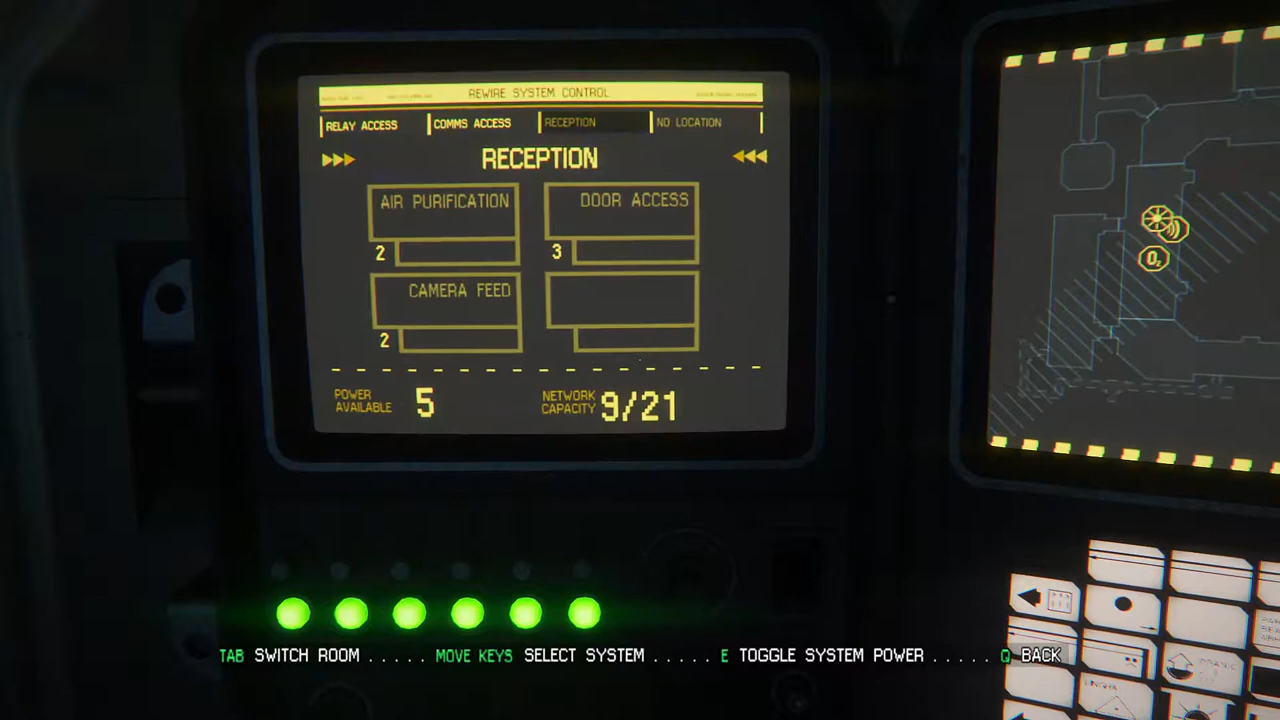 REWIRE SYSTEM CONTROL
RELAY ACCESS
COMMS ACCESS
RECEPTION
NO LOCATION
RECEPTION
AIR PURIFICATION
2
DOOR ACCESS
3
CAMERA FEED
2
POWER AVAILABLE 5
NETWORK CAPACITY 9/21
O₂
TAB SWITCH ROOM ..... MOVE KEYS SELECT SYSTEM ..... E TOGGLE SYSTEM POWER ..... Q BACK